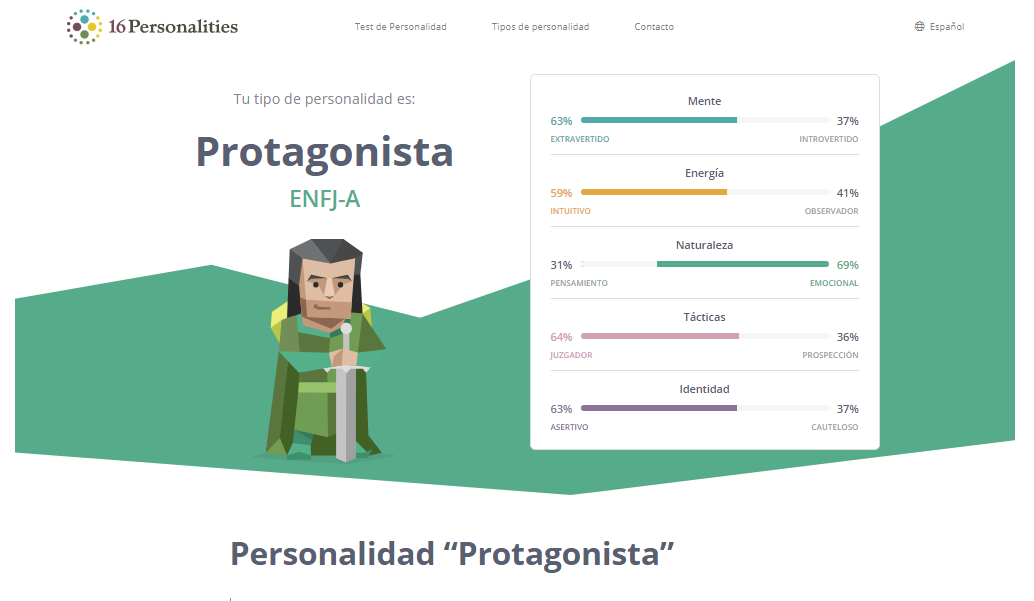 16Personalities
Test de Personalidad
Tipos de personalidad
Contacto
Español
Tu tipo de personalidad es:
Protagonista
ENFJ-A
Mente
63% 37%
EXTRAVERTIDO INTROVERTIDO
Energía
59% 41%
INTUITIVO OBSERVADOR
Naturaleza
31% 69%
PENSAMIENTO EMOCIONAL
Tácticas
64% 36%
JUZGADOR PROSPECCIÓN
Identidad
63% 37%
ASERTIVO CAUTELOSO
Personalidad “Protagonista”